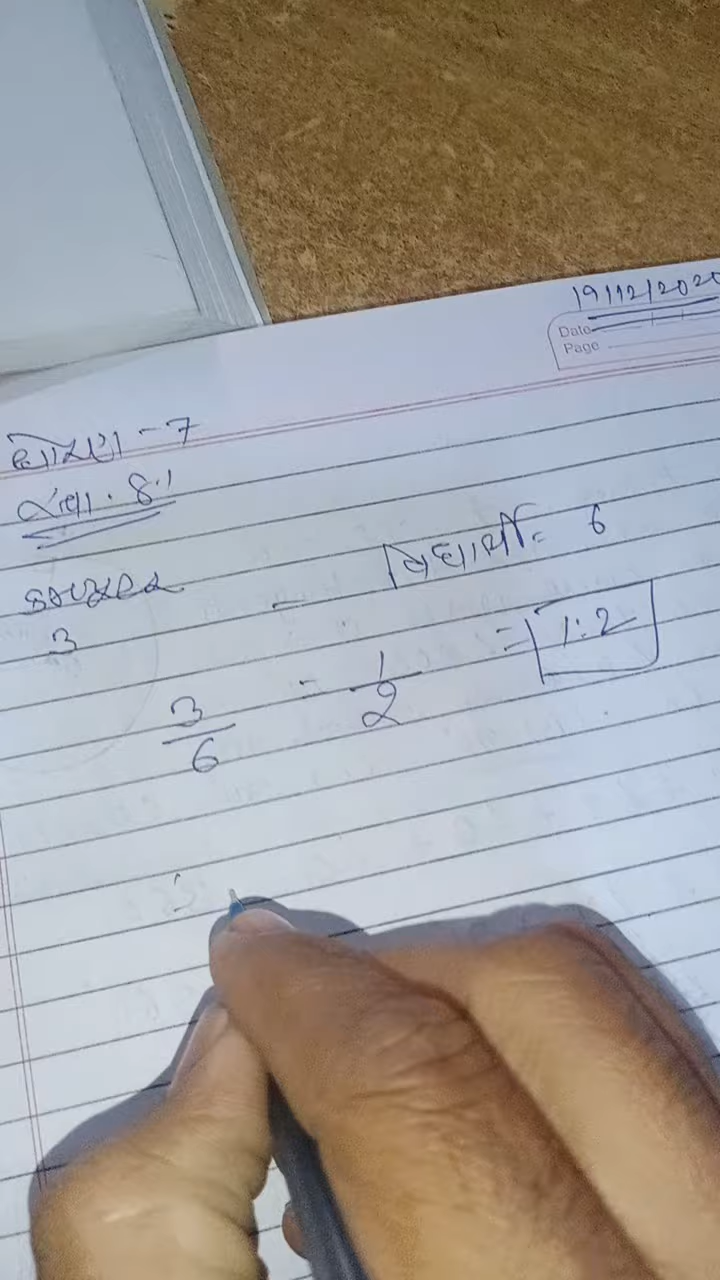 19/12/2020
Date
Page
ધોરણ - 7
સ્વા. 8.1
કમ્પ્યુટર - વિદ્યાર્થી = 6
3
3/6 = 1/2 = 1:2